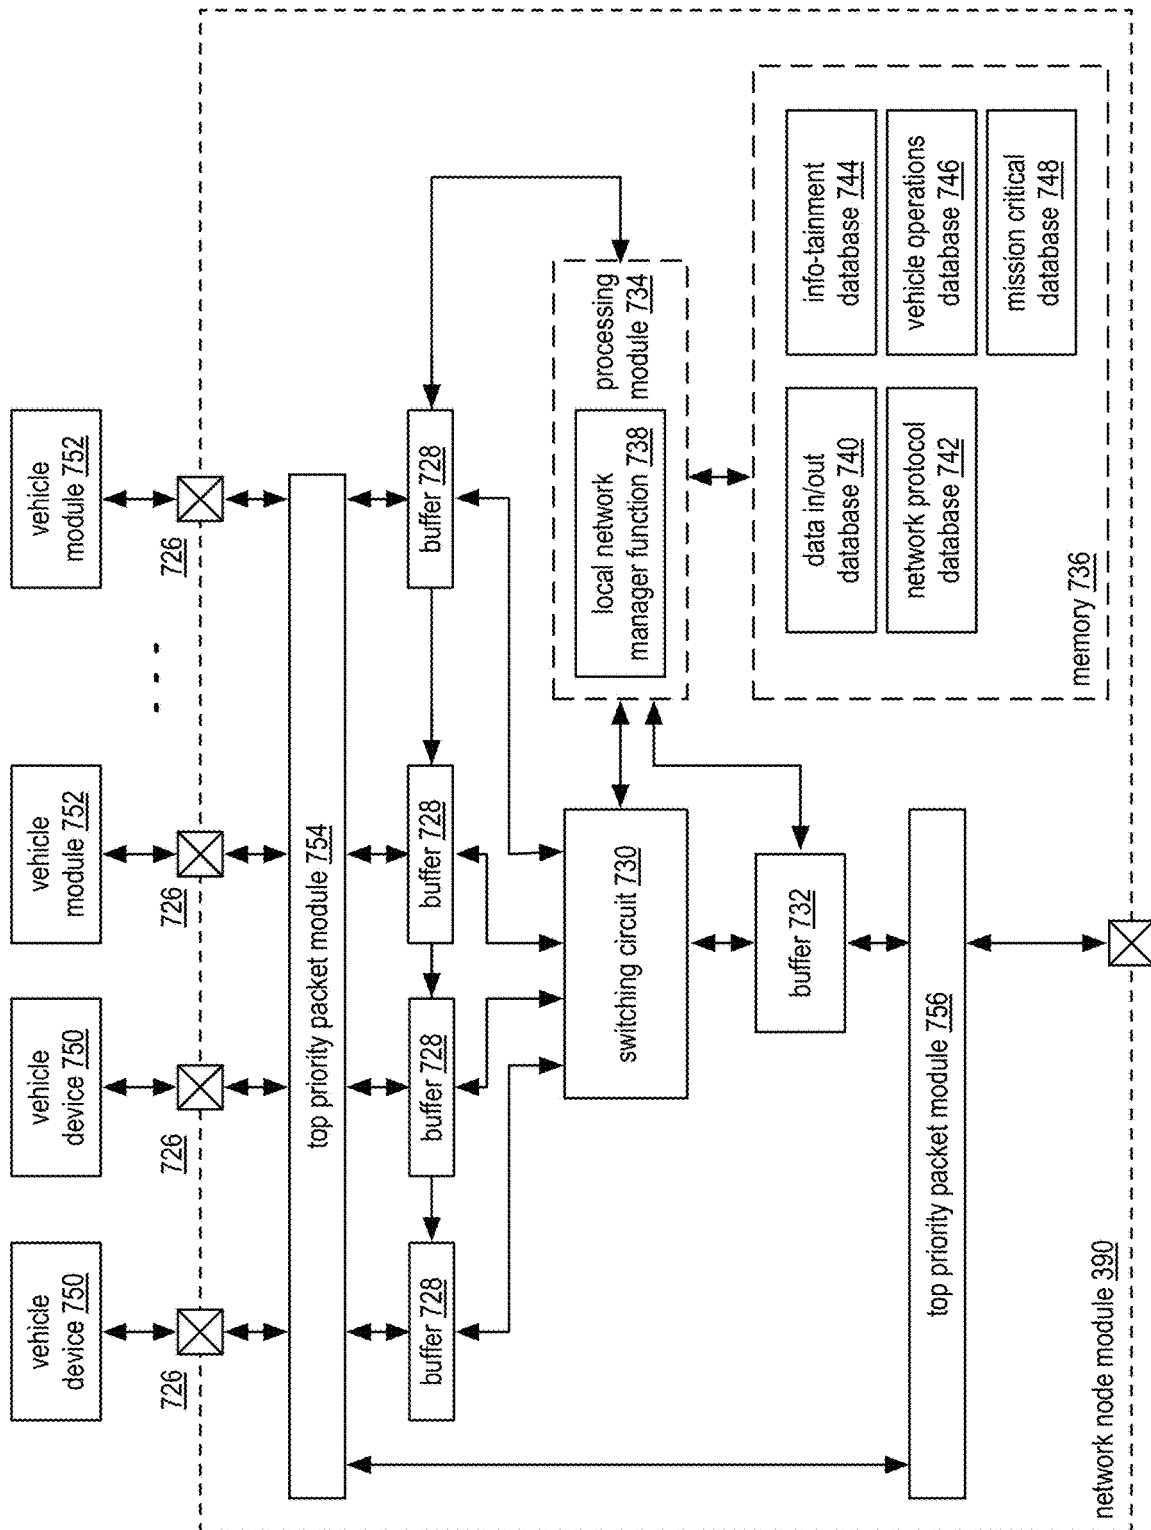 vehicle
device 750
vehicle
device 750
vehicle
module 752
vehicle
module 752
. . .
726
726
726
726
top priority packet module 754
buffer 728
buffer 728
buffer 728
buffer 728
switching circuit 730
local network
manager function 738
processing
module 734
buffer 732
data in/out
database 740
info-tainment
database 744
network protocol
database 742
vehicle operations
database 746
mission critical
database 748
memory 736
top priority packet module 756
network node module 390